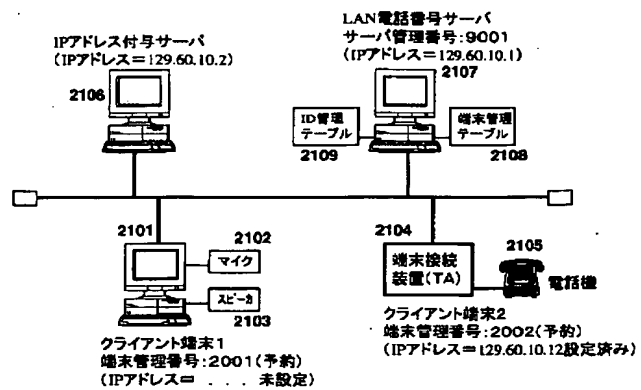 IPアドレス付与サーバ
(IPアドレス=129.60.10.2)
2106
LAN電話番号サーバ
サーバ管理番号:9001
(IPアドレス=129.60.10.1)
2107
ID管理
テーブル
2109
端末管理
テーブル
2108
2101
2102
マイク
スピーカ
2103
クライアント端末1
端末管理番号:2001(予約)
(IPアドレス= . . . 未設定)
2104
端末接続
装置(TA)
2105
電話機
クライアント端末2
端末管理番号:2002(予約)
(IPアドレス=129.60.10.12設定済み)